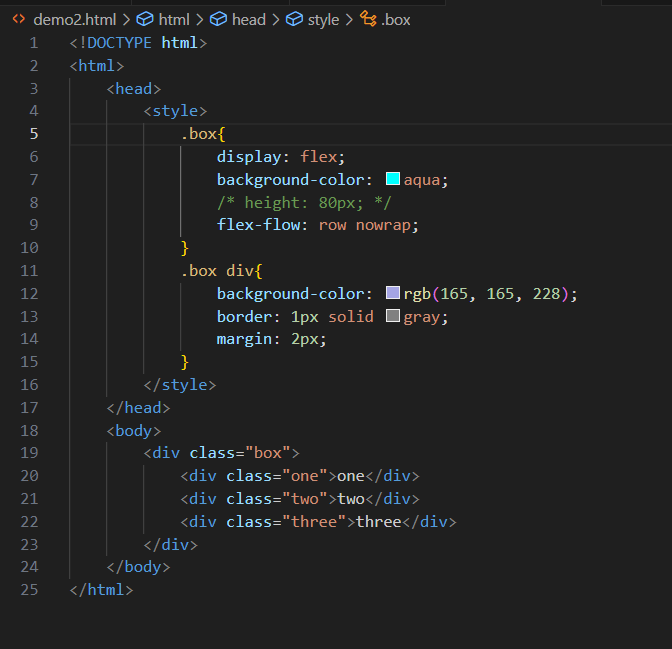 demo2.html > html > head > style > .box
1 <!DOCTYPE html>
2 <html>
3     <head>
4         <style>
5             .box{
6                 display: flex;
7                 background-color: aqua;
8                 /* height: 80px; */
9                 flex-flow: row nowrap;
10             }
11             .box div{
12                 background-color: rgb(165, 165, 228);
13                 border: 1px solid gray;
14                 margin: 2px;
15             }
16         </style>
17     </head>
18     <body>
19         <div class="box">
20             <div class="one">one</div>
21             <div class="two">two</div>
22             <div class="three">three</div>
23         </div>
24     </body>
25 </html>